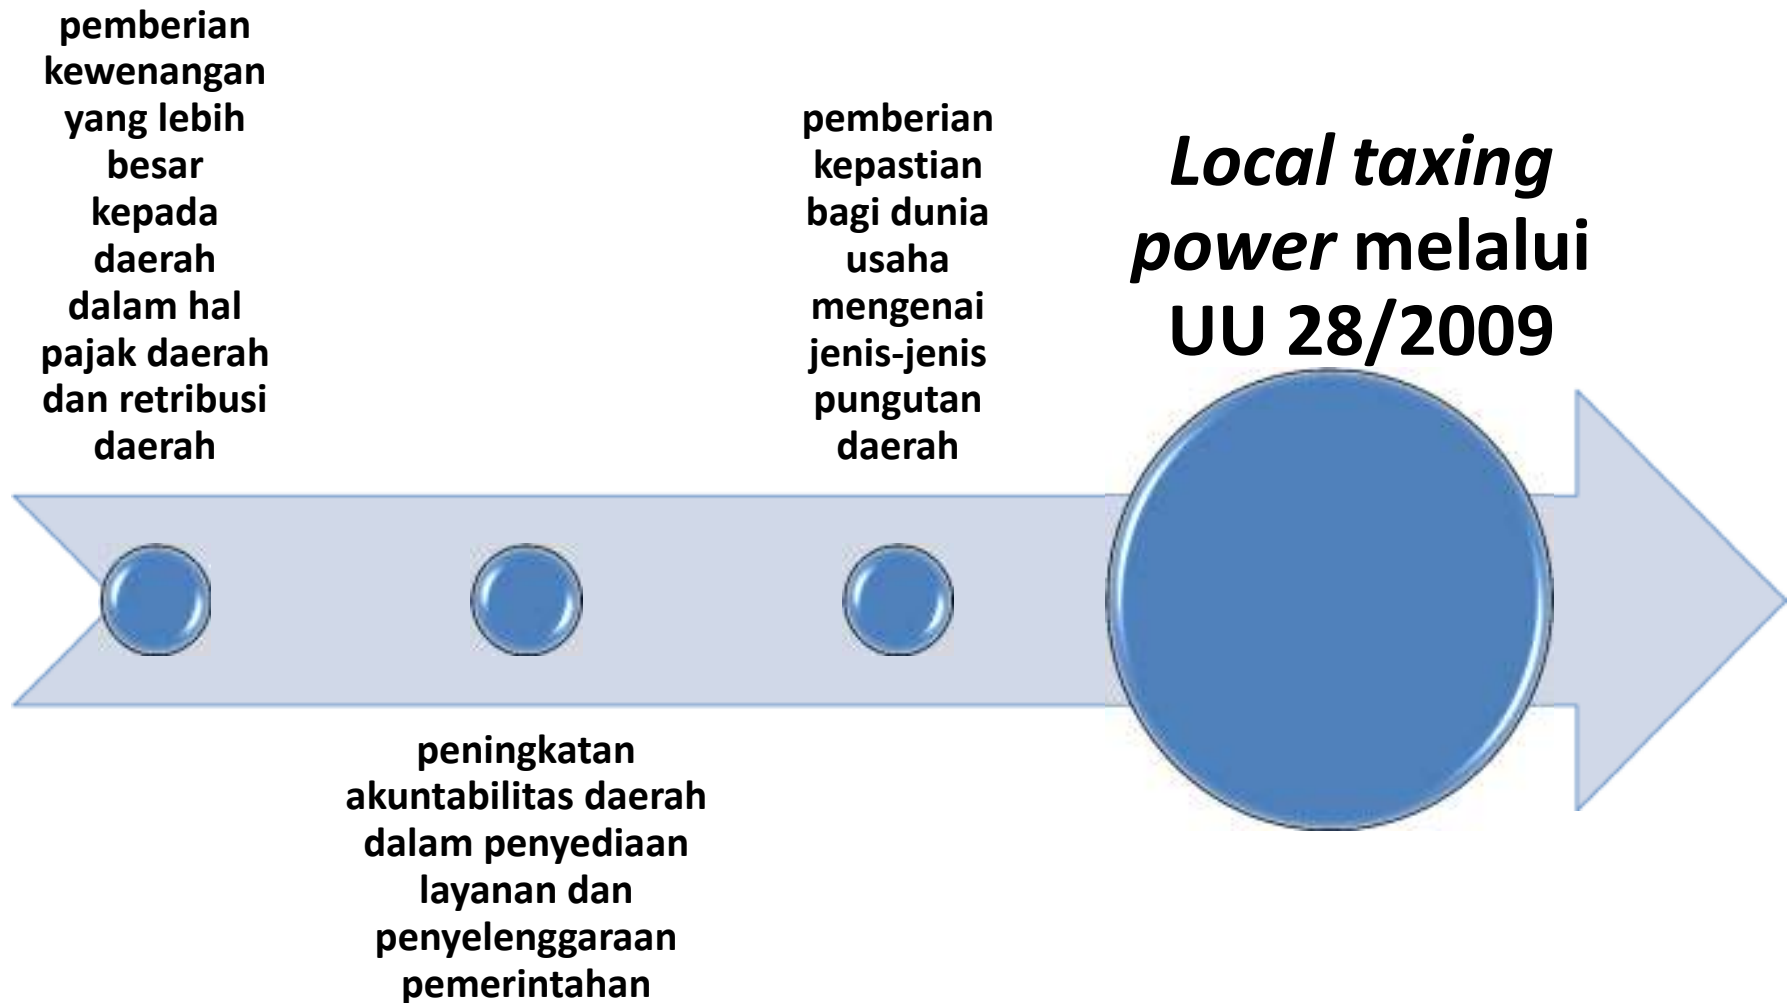 pemberian
kewenangan
yang lebih
besar
kepada
daerah
dalam hal
pajak daerah
dan retribusi
daerah
peningkatan
akuntabilitas daerah
dalam penyediaan
layanan dan
penyelenggaraan
pemerintahan
pemberian
kepastian
bagi dunia
usaha
mengenai
jenis-jenis
pungutan
daerah
Local taxing
power melalui
UU 28/2009